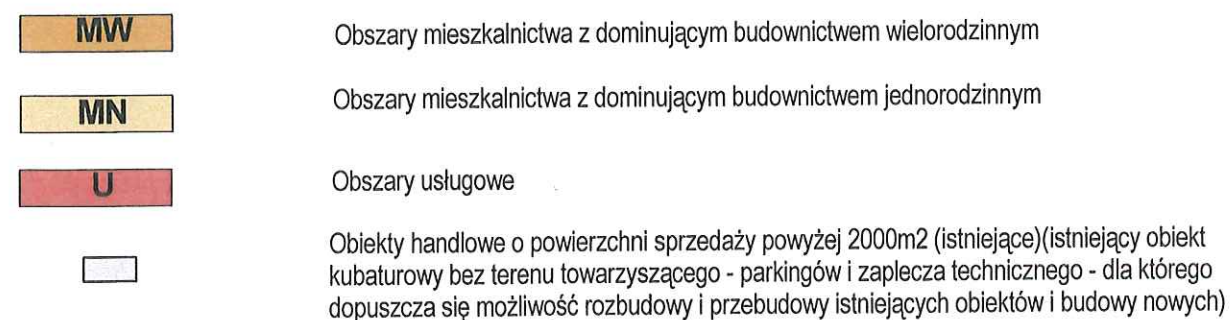 MW
Obszary mieszkalnictwa z dominującym budownictwem wielorodzinnym
MN
Obszary mieszkalnictwa z dominującym budownictwem jednorodzinnym
U
Obszary usługowe
Obiekty handlowe o powierzchni sprzedaży powyżej 2000m2 (istniejące)(istniejący obiekt
kubaturowy bez terenu towarzyszącego - parkingów i zaplecza technicznego - dla którego
dopuszcza się możliwość rozbudowy i przebudowy istniejących obiektów i budowy nowych)